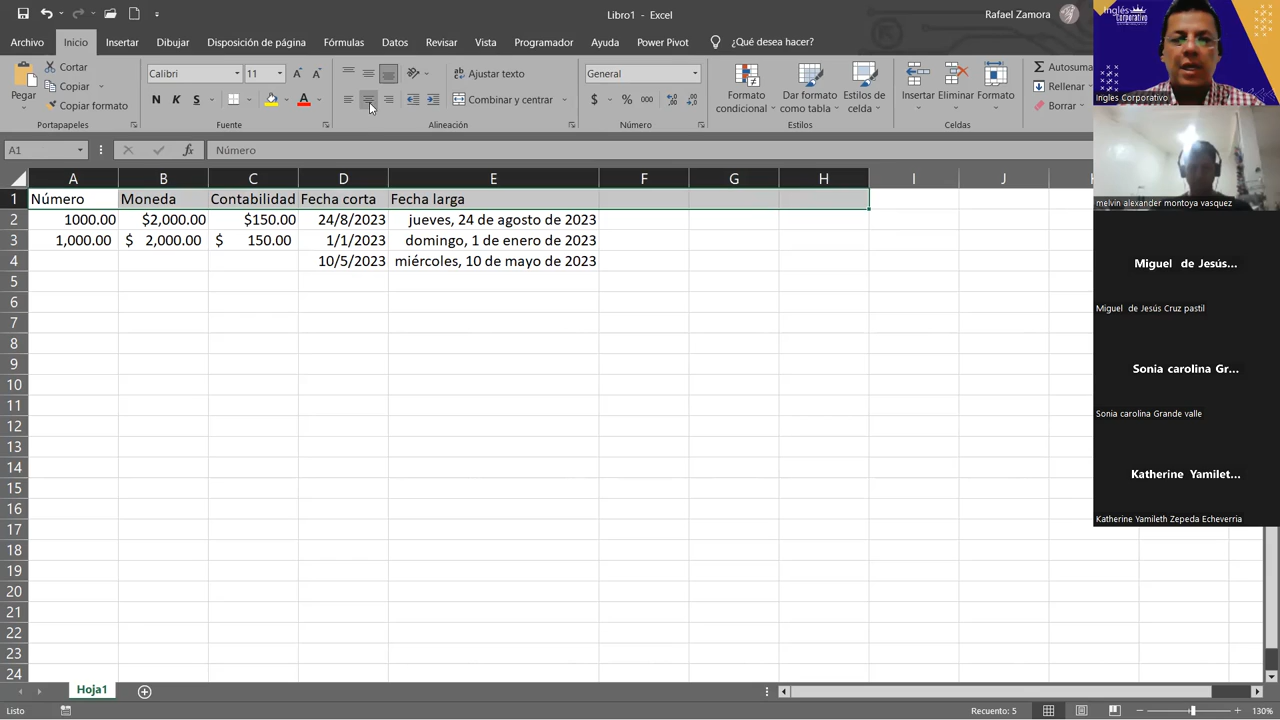 Libro1 - Excel
Rafael Zamora
Archivo Inicio Insertar Dibujar Disposición de página Fórmulas Datos Revisar Vista Programador Ayuda Power Pivot ¿Qué desea hacer?
Pegar
Cortar
Copiar
Copiar formato
Portapapeles
Calibri 11
N K S
Fuente
Ajustar texto
Combinar y centrar
Alineación
General
$ % 000
Número
Formato condicional
Dar formato como tabla
Estilos de celda
Estilos
Insertar Eliminar Formato
Celdas
Autosuma
Rellenar
Borrar
A1 fx Número
A B C D E F G H I J
1 Número Moneda Contabilidad Fecha corta Fecha larga
2 1000.00 $2,000.00 $150.00 24/8/2023 jueves, 24 de agosto de 2023
3 1,000.00 $ 2,000.00 $ 150.00 1/1/2023 domingo, 1 de enero de 2023
4 10/5/2023 miércoles, 10 de mayo de 2023
5
6
7
8
9
10
11
12
13
14
15
16
17
18
19
20
21
22
23
24
Hoja1
Listo
Recuento: 5
130%
Inglés Corporativo
Ingles Corporativo
melvin alexander montoya vasquez
Miguel de Jesús...
Miguel de Jesús Cruz pastil
Sonia carolina Gr...
Sonia carolina Grande valle
Katherine Yamilet...
Katherine Yamileth Zepeda Echeverria